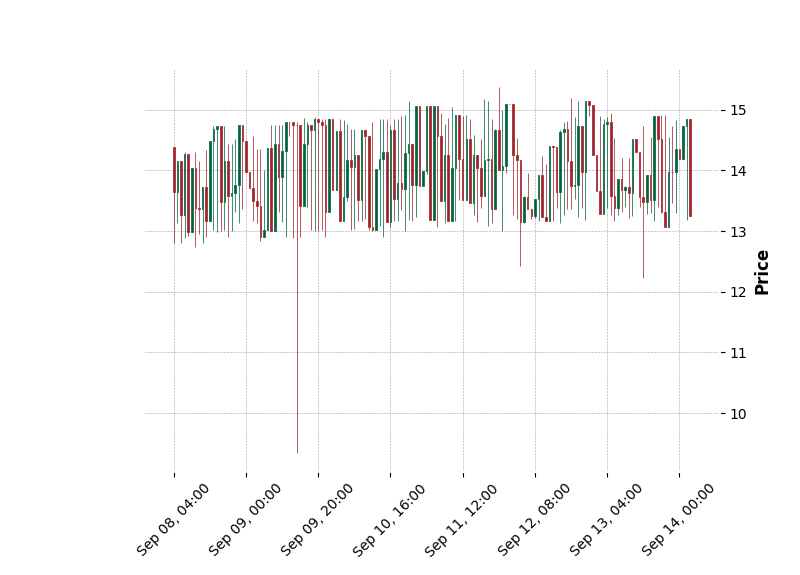 15
14
13
12
11
10
Price
Sep 08, 04:00
Sep 09, 00:00
Sep 09, 20:00
Sep 10, 16:00
Sep 11, 12:00
Sep 12, 08:00
Sep 13, 04:00
Sep 14, 00:00